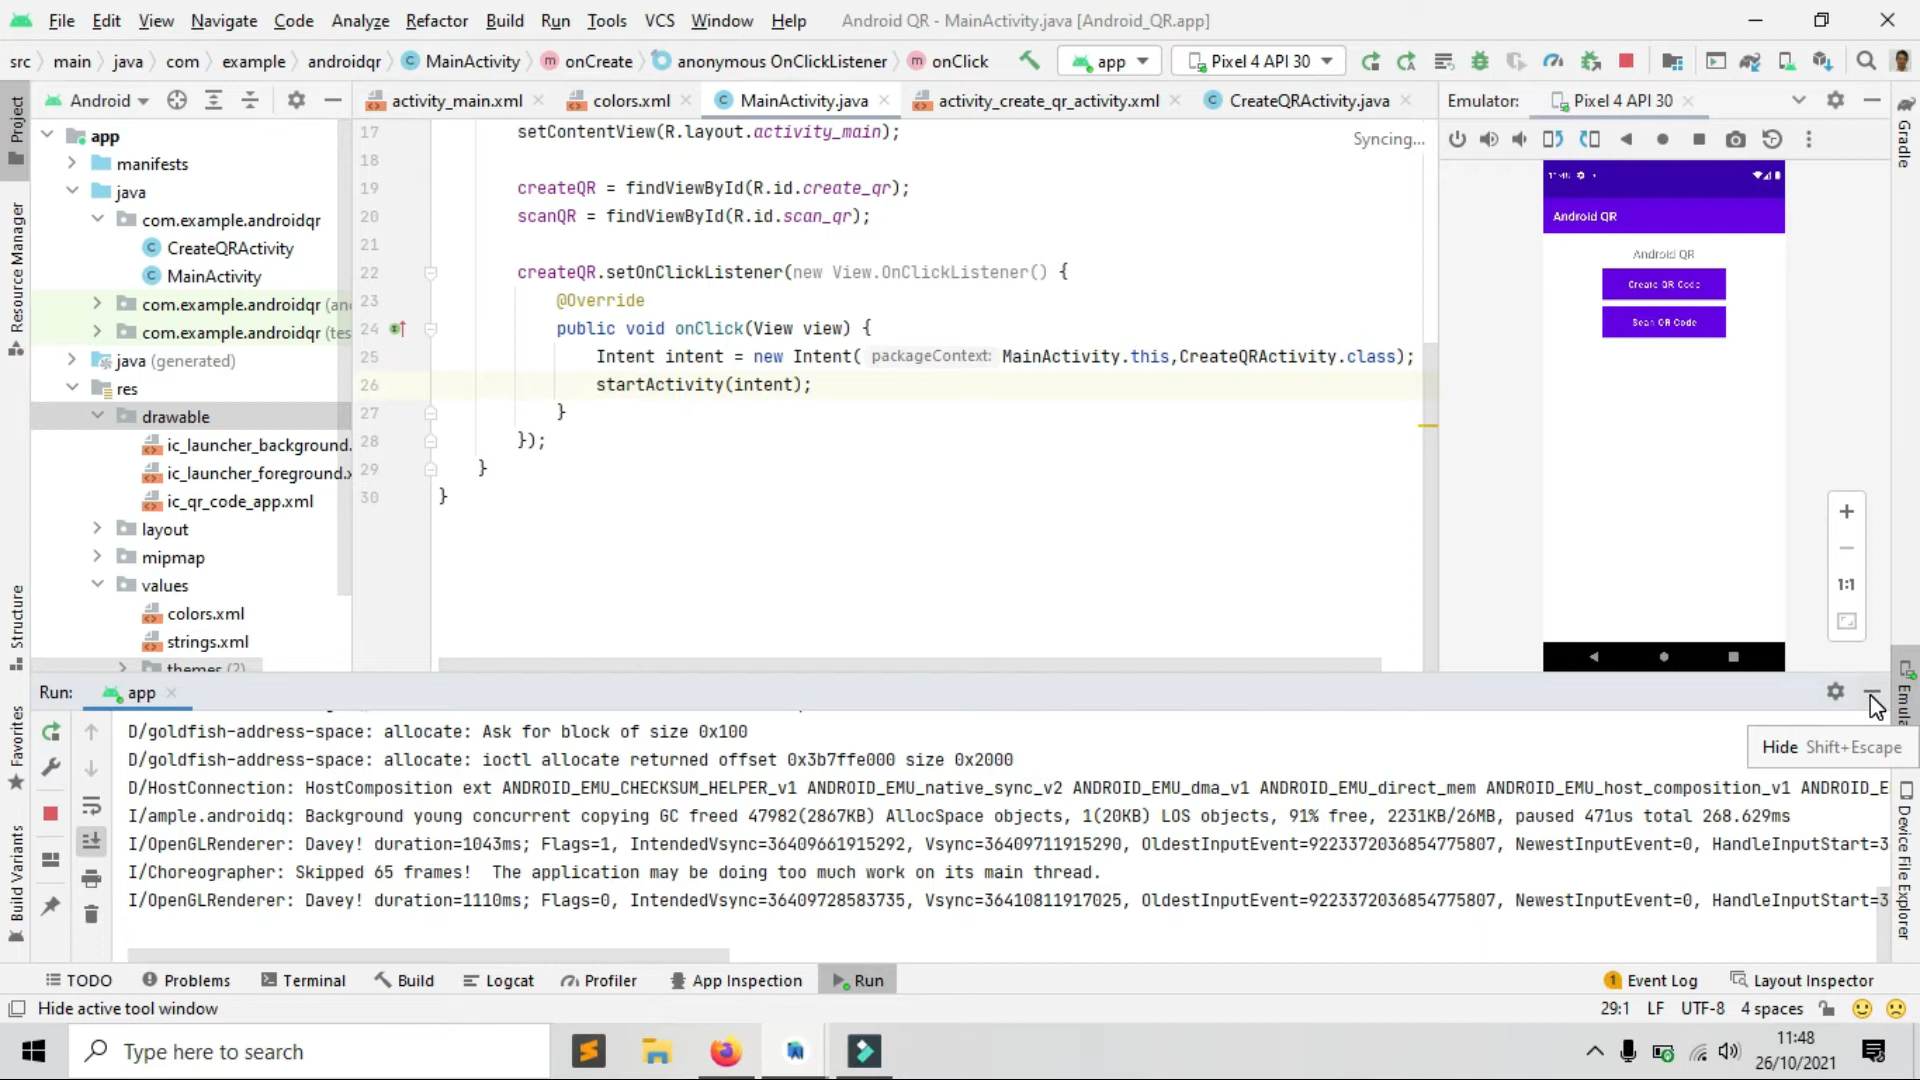 File Edit View Navigate Code Analyze Refactor Build Run Tools VCS Window Help Android QR - MainActivity.java [Android_QR.app]
src main java com example androidqr MainActivity onCreate anonymous OnClickListener onClick app Pixel 4 API 30
Project
Android
activity_main.xml colors.xml MainActivity.java activity_create_qr_activity.xml CreateQRActivity.java
Emulator: Pixel 4 API 30
Gradle
app
manifests
java
com.example.androidqr
CreateQRActivity
MainActivity
com.example.androidqr (an
com.example.androidqr (tes
java (generated)
res
drawable
ic_launcher_background.
ic_launcher_foreground.x
ic_qr_code_app.xml
layout
mipmap
values
colors.xml
strings.xml
themes (2)
Resource Manager
Structure
Favorites
Build Variants
17 setContentView(R.layout.activity_main);
Syncing...
18
19 createQR = findViewById(R.id.create_qr);
20 scanQR = findViewById(R.id.scan_qr);
21
22 createQR.setOnClickListener(new View.OnClickListener() {
23 @Override
24 public void onClick(View view) {
25 Intent intent = new Intent( packageContext: MainActivity.this,CreateQRActivity.class);
26 startActivity(intent);
27 }
28 });
29 }
30 }
11:48
Android QR
Android QR
Create QR Code
Scan QR Code
1:1
Emula
Device File Explorer
Run: app
Hide Shift+Escape
D/goldfish-address-space: allocate: Ask for block of size 0x100
D/goldfish-address-space: allocate: ioctl allocate returned offset 0x3b7ffe000 size 0x2000
D/HostConnection: HostComposition ext ANDROID_EMU_CHECKSUM_HELPER_v1 ANDROID_EMU_native_sync_v2 ANDROID_EMU_dma_v1 ANDROID_EMU_direct_mem ANDROID_EMU_host_composition_v1 ANDROID_E
I/ample.androidq: Background young concurrent copying GC freed 47982(2867KB) AllocSpace objects, 1(20KB) LOS objects, 91% free, 2231KB/26MB, paused 471us total 268.629ms
I/OpenGLRenderer: Davey! duration=1043ms; Flags=1, IntendedVsync=36409661915292, Vsync=36409711915290, OldestInputEvent=9223372036854775807, NewestInputEvent=0, HandleInputStart=3
I/Choreographer: Skipped 65 frames! The application may be doing too much work on its main thread.
I/OpenGLRenderer: Davey! duration=1110ms; Flags=0, IntendedVsync=36409728583735, Vsync=36410811917025, OldestInputEvent=9223372036854775807, NewestInputEvent=0, HandleInputStart=3
TODO Problems Terminal Build Logcat Profiler App Inspection Run 1 Event Log Layout Inspector
Hide active tool window 29:1 LF UTF-8 4 spaces
Type here to search
11:48
26/10/2021